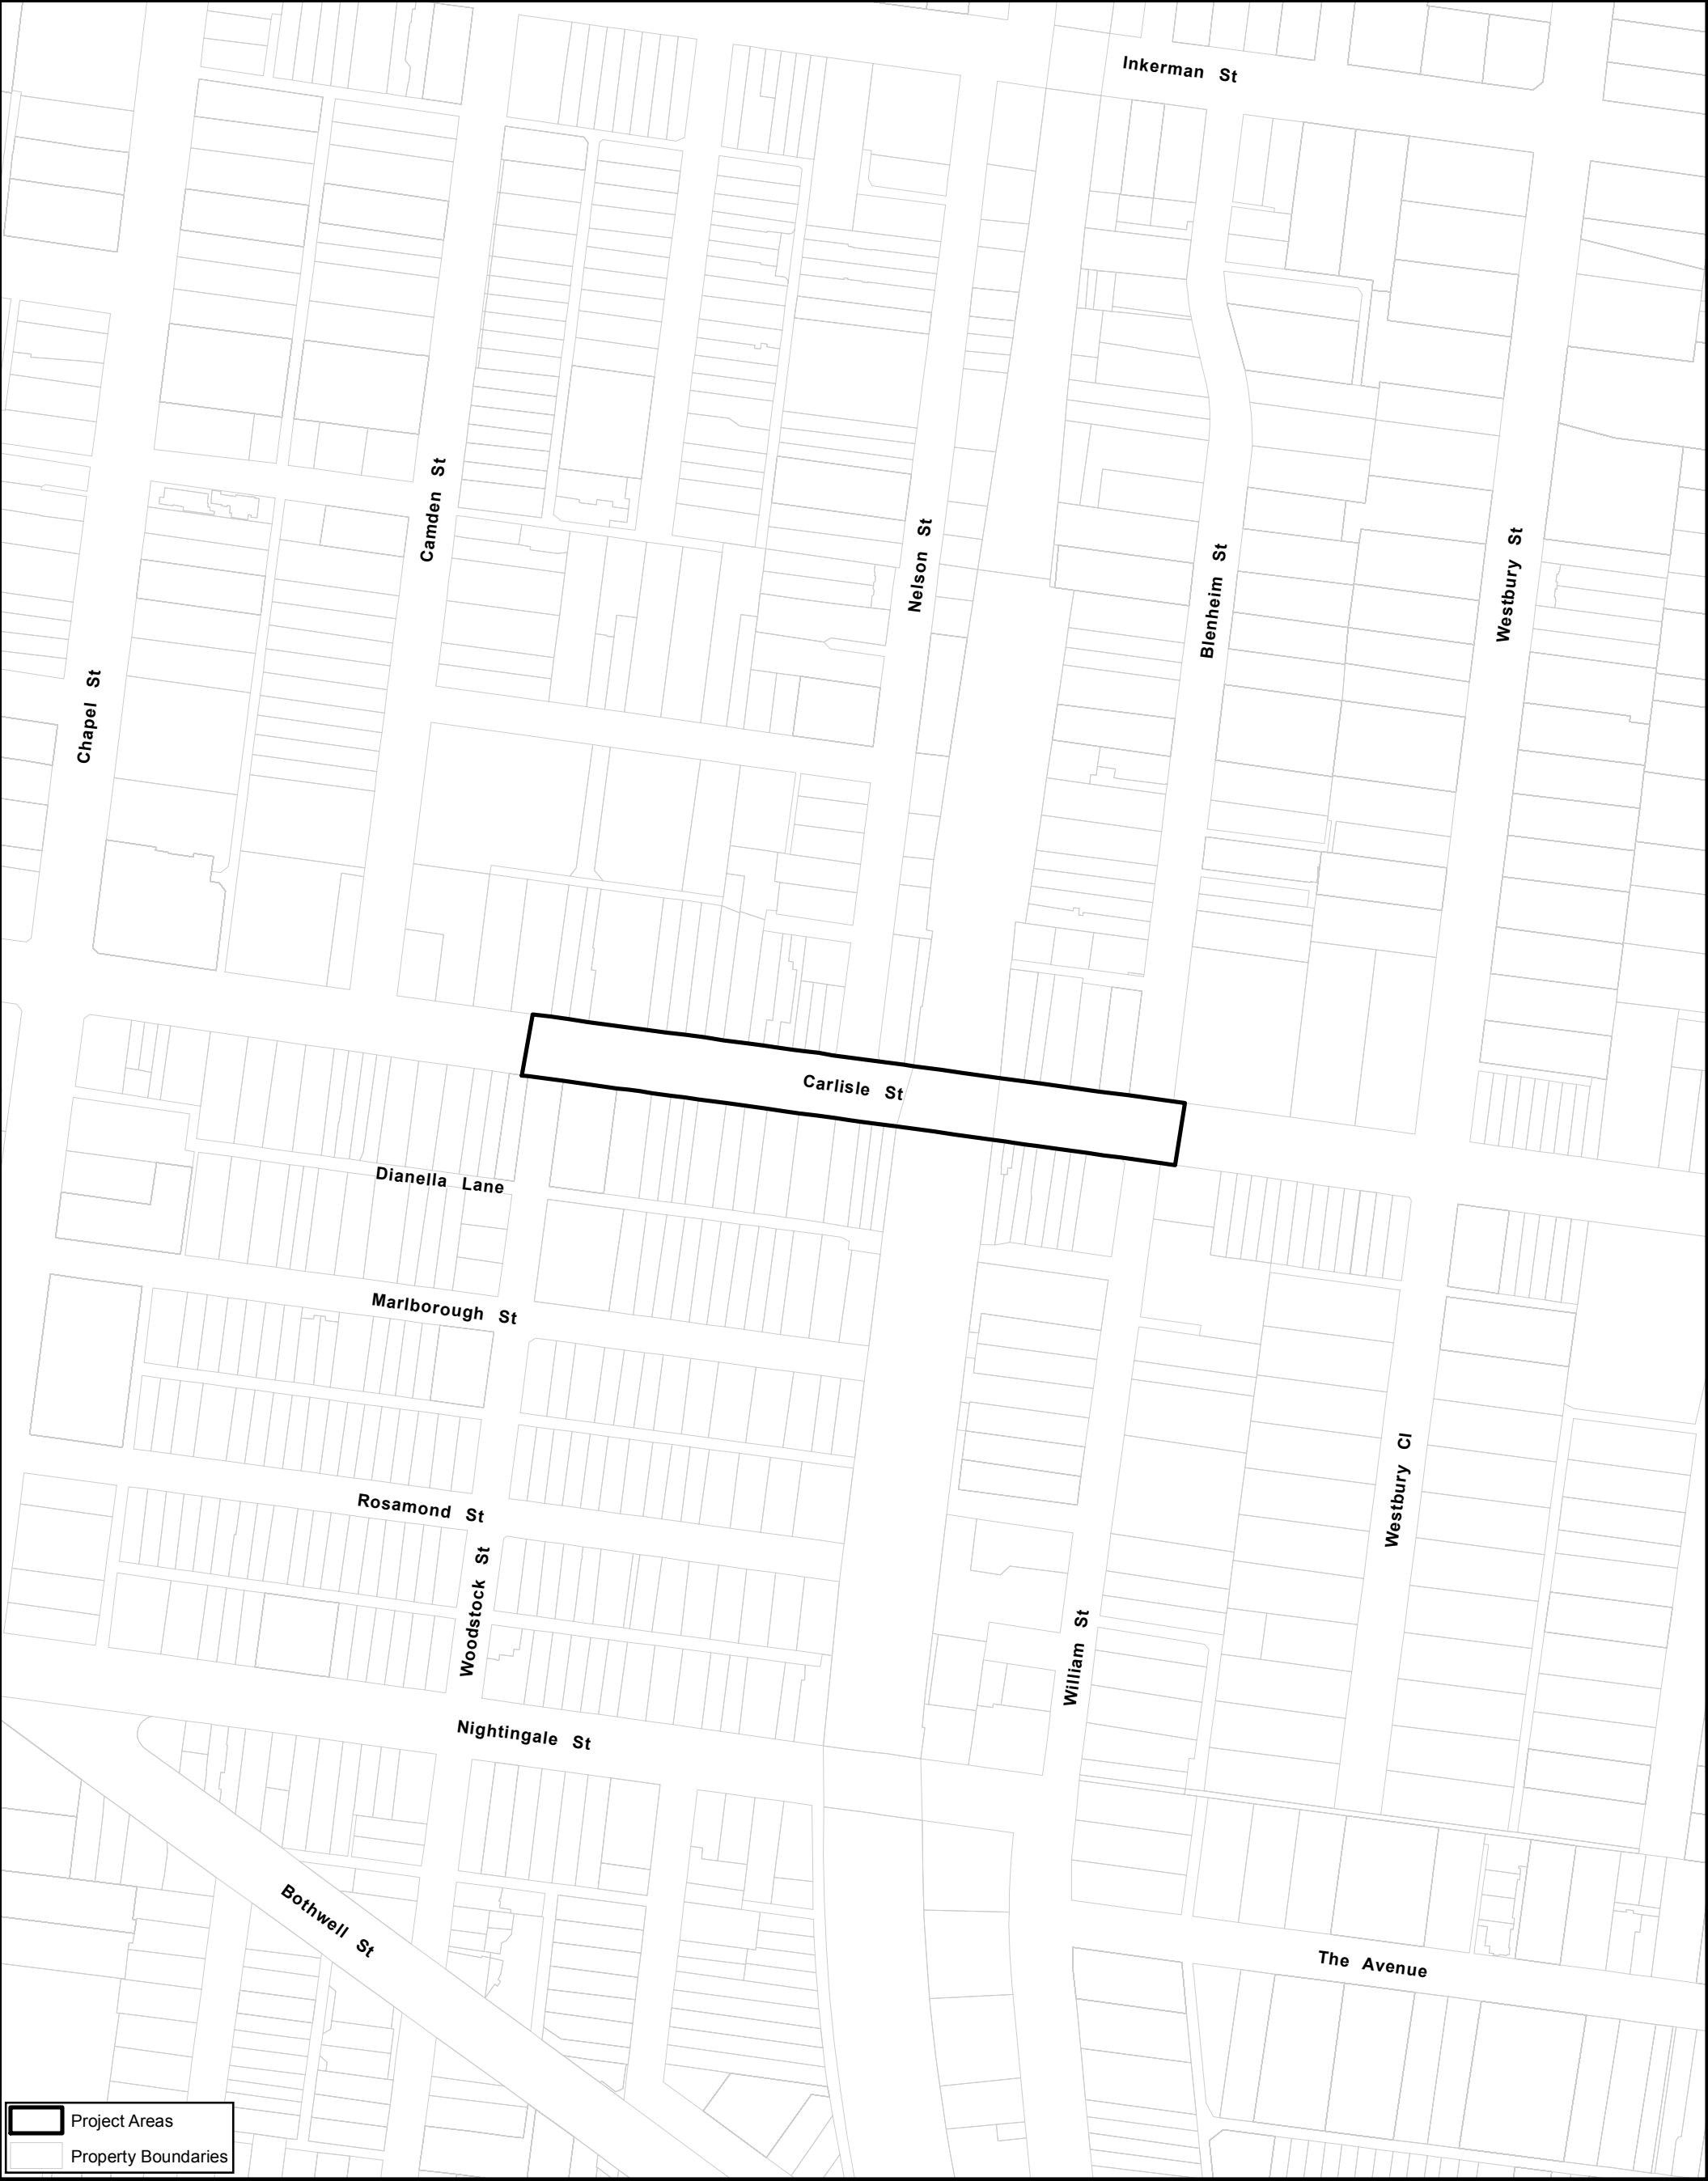 Inkerman St
Camden St
Nelson St
Blenheim St
Westbury St
Chapel St
Carlisle St
Dianella Lane
Marlborough St
Rosamond St
Westbury Cl
Woodstock St
William St
Nightingale St
Bothwell St
The Avenue
Project Areas
Property Boundaries